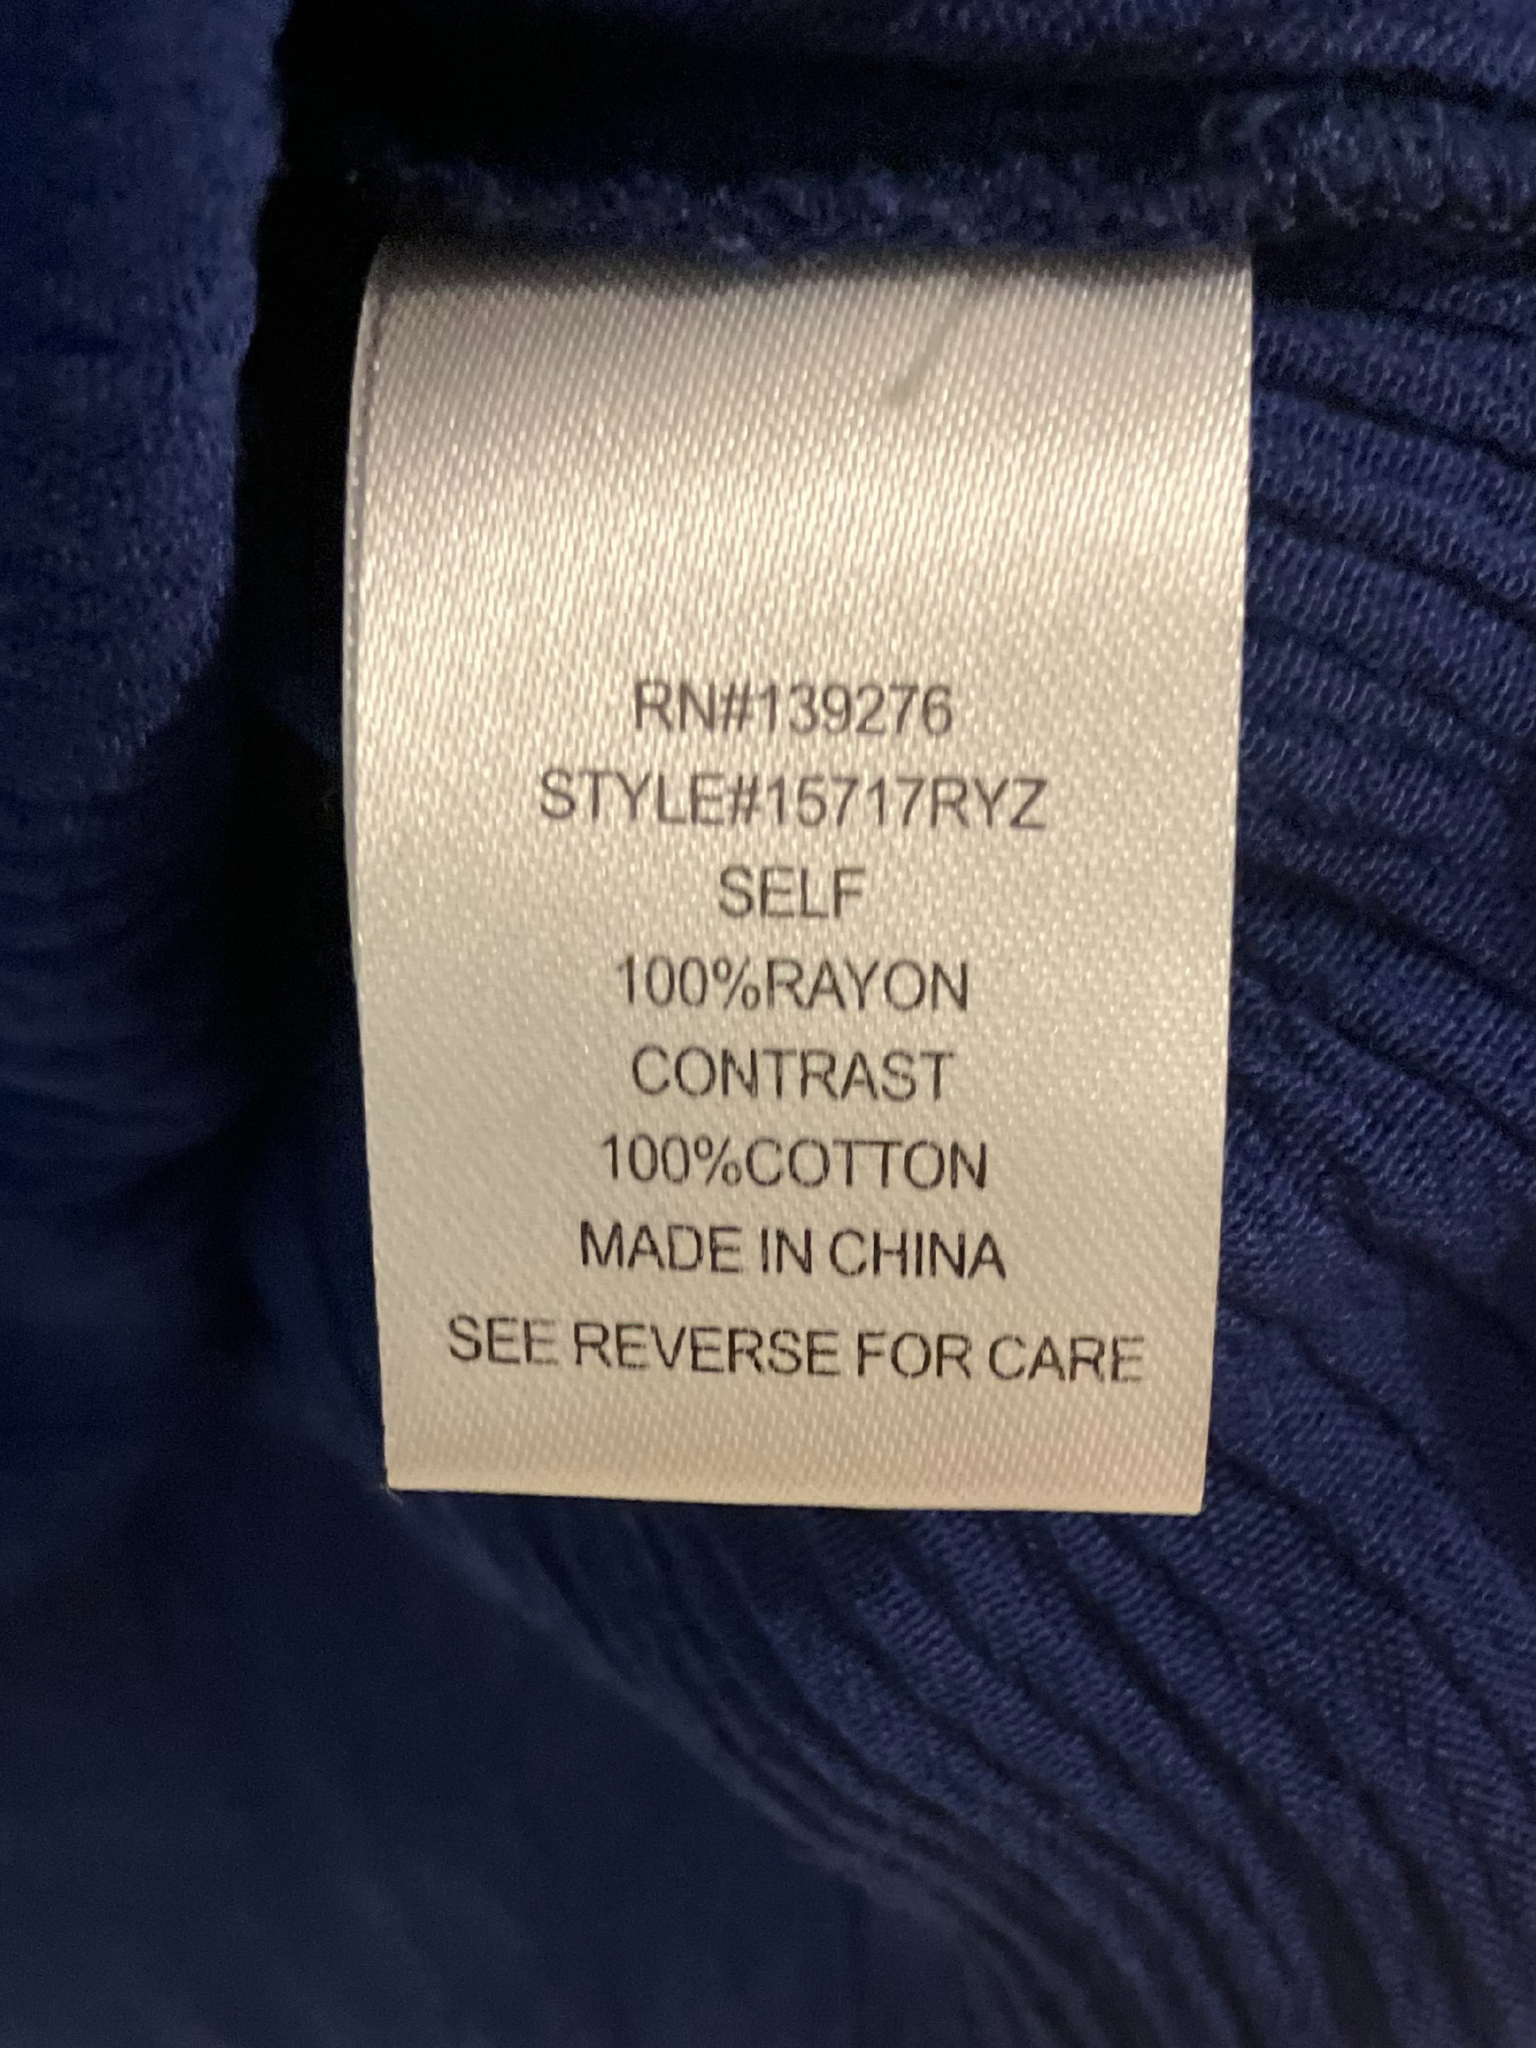 RN#139276
STYLE#15717RYZ
SELF
100%RAYON
CONTRAST
100%COTTON
MADE IN CHINA
SEE REVERSE FOR CARE